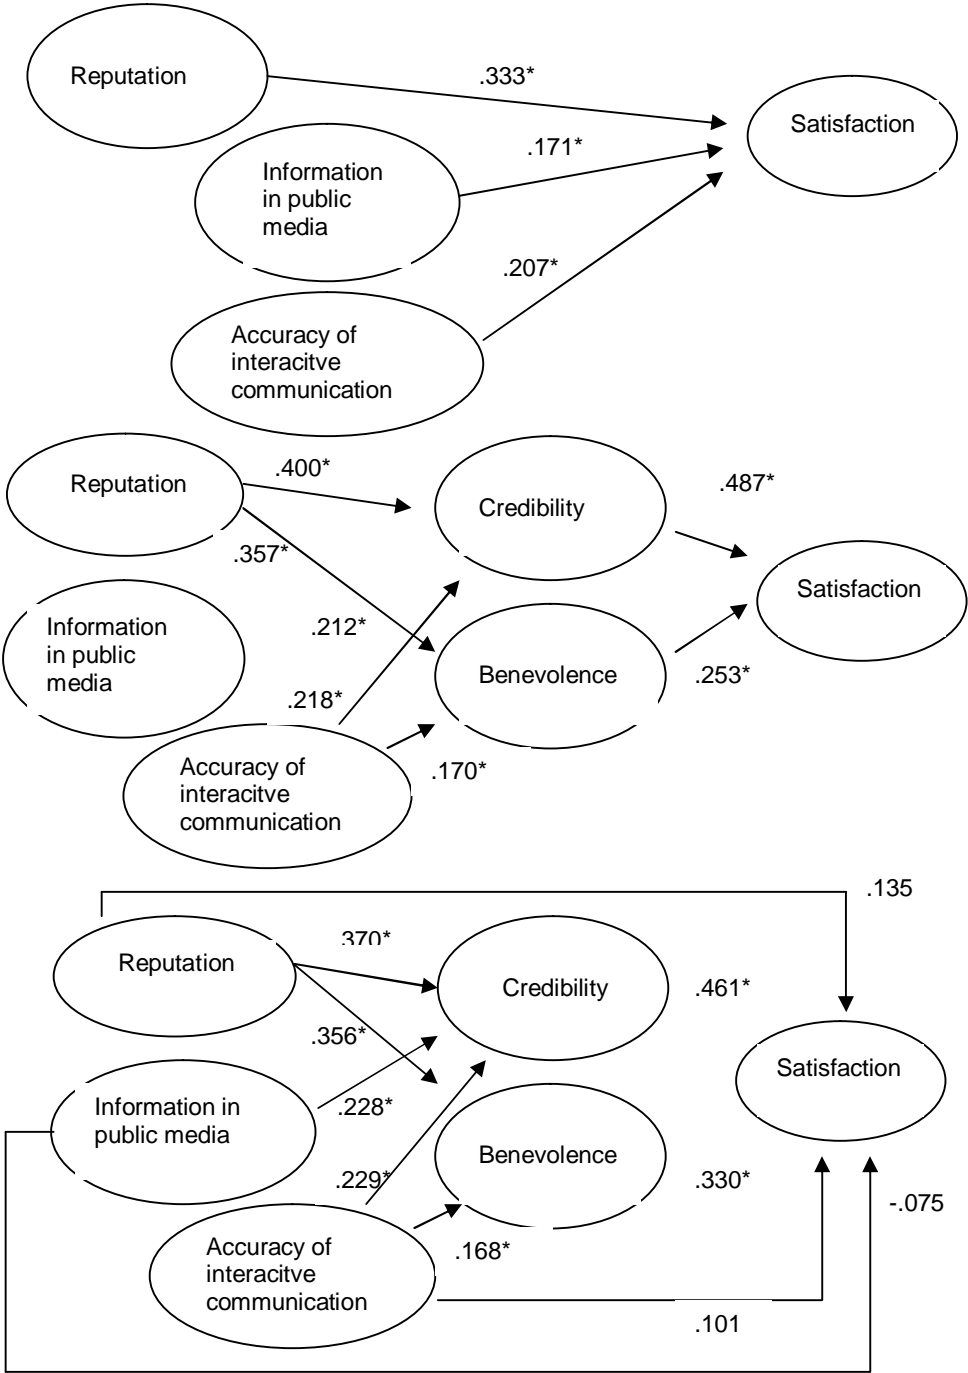 Reputation
.333*
Satisfaction
.171*
Information
in public
media
.207*
Accuracy of
interacitve
communication
.400*
Reputation
.487*
Credibility
.357*
Satisfaction
Information
in public
media
.212*
Benevolence
.253*
.218*
Accuracy of
interacitve
communication
.170*
.135
.370*
Reputation
Credibility
.461*
.356*
Satisfaction
Information in
public media
.228*
Benevolence
.229*
.330*
-.075
Accuracy of
interacitve
communication
.168*
.101